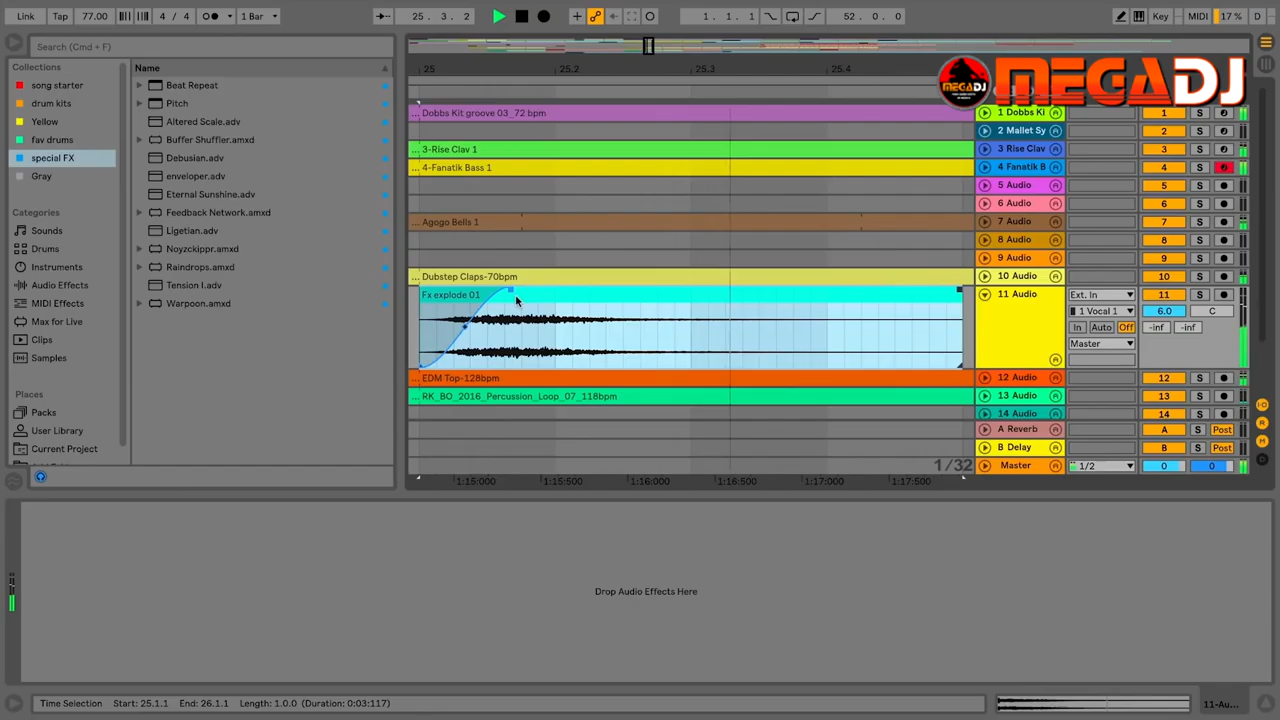 Link Tap 77.00 4 / 4 1 Bar 25 . 3 . 2 1 . 1 . 1 52 . 0 . 0 Key MIDI 17 % D
Search (Cmd + F)
Collections
song starter
drum kits
Yellow
fav drums
special FX
Gray
Categories
Sounds
Drums
Instruments
Audio Effects
MIDI Effects
Max for Live
Clips
Samples
Places
Packs
User Library
Current Project
Name
Beat Repeat
Pitch
Altered Scale.adv
Buffer Shuffler.amxd
Debusian.adv
enveloper.adv
Eternal Sunshine.adv
Feedback Network.amxd
Ligetian.adv
Noyzckippr.amxd
Raindrops.amxd
Tension I.adv
Warpoon.amxd
25 25.2 25.3 25.4
MEGADJ
... Dobbs Kit groove 03_ 72 bpm 1 Dobbs Ki 1 S
2 Mallet Sy 2 S
... 3-Rise Clav 1 3 Rise Clav 3 S
... 4-Fanatik Bass 1 4 Fanatik B 4 S
5 Audio 5 S
6 Audio 6 S
... Agogo Bells 1 7 Audio 7 S
8 Audio 8 S
9 Audio 9 S
... Dubstep Claps-70bpm 10 Audio 10 S
Fx explode 01 11 Audio Ext. In 11 S
1 Vocal 1 6.0 C
In Auto Off -inf -inf
Master
... EDM Top-128bpm 12 Audio 12 S
... RK_BO_2016_Percussion_Loop_07_118bpm 13 Audio 13 S
14 Audio 14 S
A Reverb A S Post
B Delay B S Post
1/32 Master 1/2 0 0
1:15:000 1:15:500 1:16:000 1:16:500 1:17:000 1:17:500
Drop Audio Effects Here
Time Selection Start: 25.1.1 End: 26.1.1 Length: 1.0.0 (Duration: 0:03:117) 11-Au...